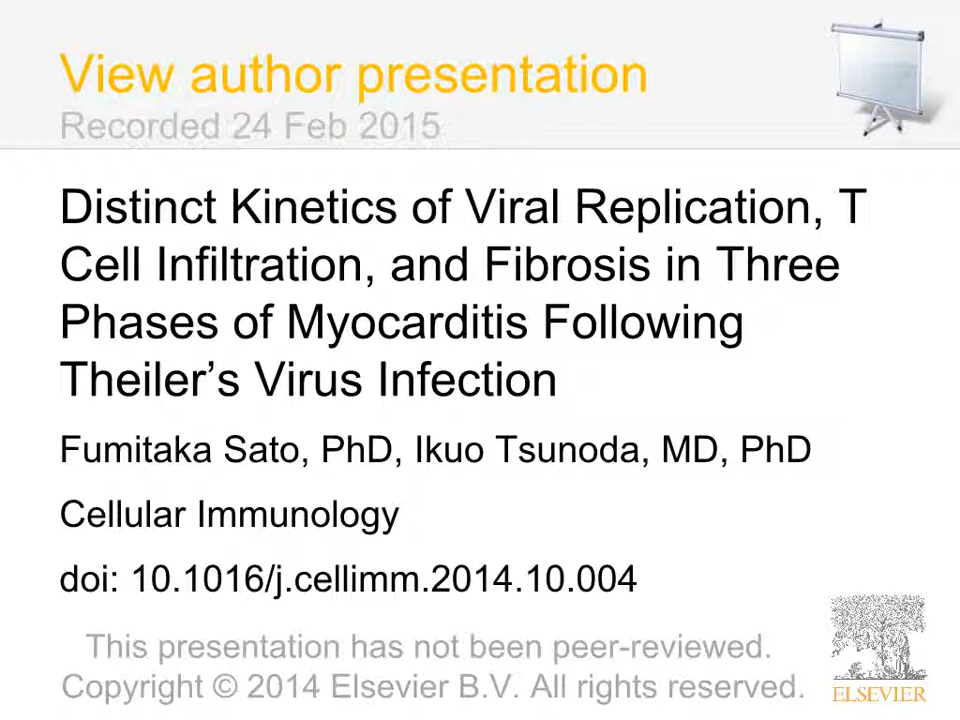 View author presentation
Recorded 24 Feb 2015
Distinct Kinetics of Viral Replication, T
Cell Infiltration, and Fibrosis in Three
Phases of Myocarditis Following
Theiler’s Virus Infection
Fumitaka Sato, PhD, Ikuo Tsunoda, MD, PhD
Cellular Immunology
doi: 10.1016/j.cellimm.2014.10.004
This presentation has not been peer-reviewed.
Copyright © 2014 Elsevier B.V. All rights reserved.
ELSEVIER